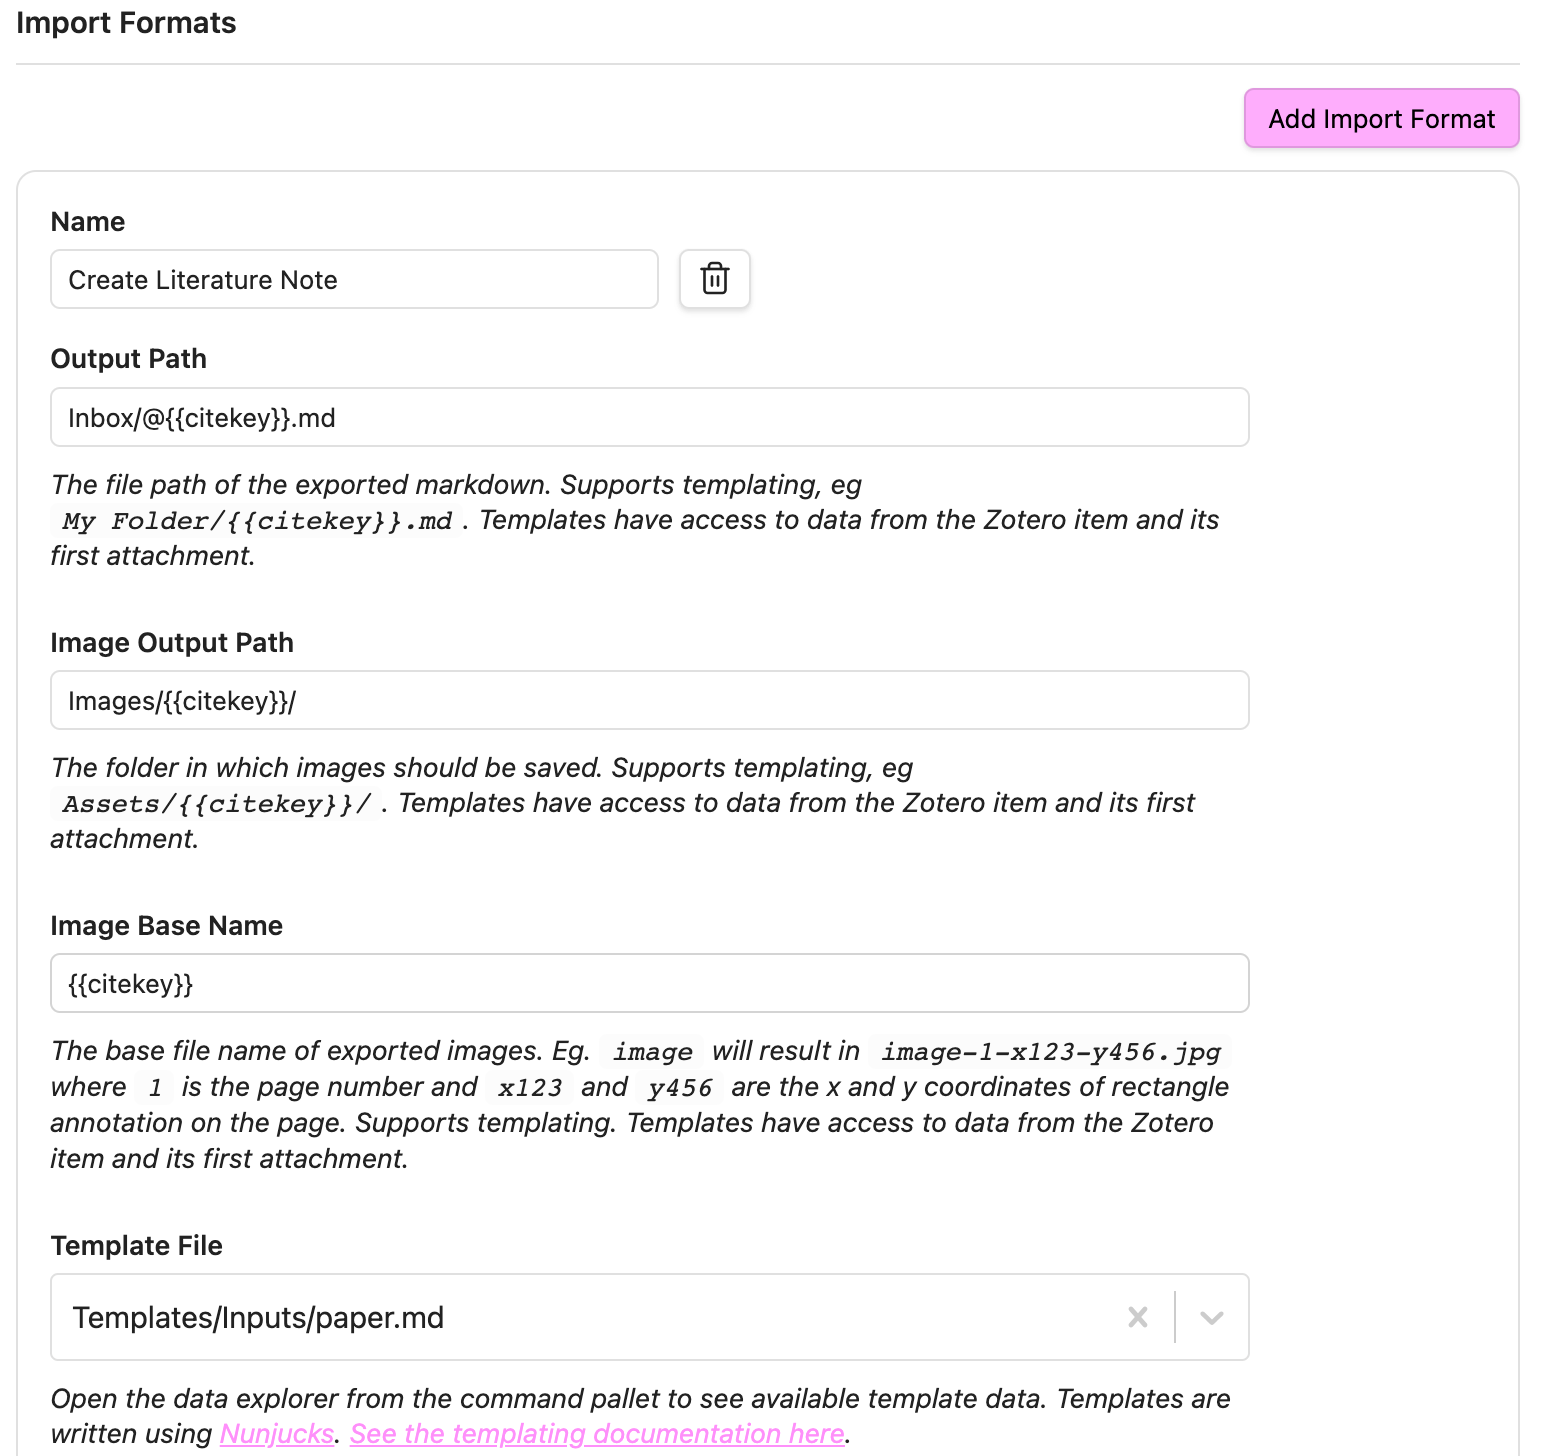 Import Formats
Add Import Format
Name
Create Literature Note
Output Path
Inbox/@{{citekey}}.md
The file path of the exported markdown. Supports templating, eg
My Folder/{{citekey}}.md. Templates have access to data from the Zotero item and its
first attachment.
Image Output Path
Images/{{citekey}}/
The folder in which images should be saved. Supports templating, eg
Assets/{{citekey}}/. Templates have access to data from the Zotero item and its first
attachment.
Image Base Name
{{citekey}}
The base file name of exported images. Eg. image will result in image-1-x123-y456.jpg
where 1 is the page number and x123 and y456 are the x and y coordinates of rectangle
annotation on the page. Supports templating. Templates have access to data from the Zotero
item and its first attachment.
Template File
Templates/Inputs/paper.md
Open the data explorer from the command pallet to see available template data. Templates are
written using Nunjucks. See the templating documentation here.